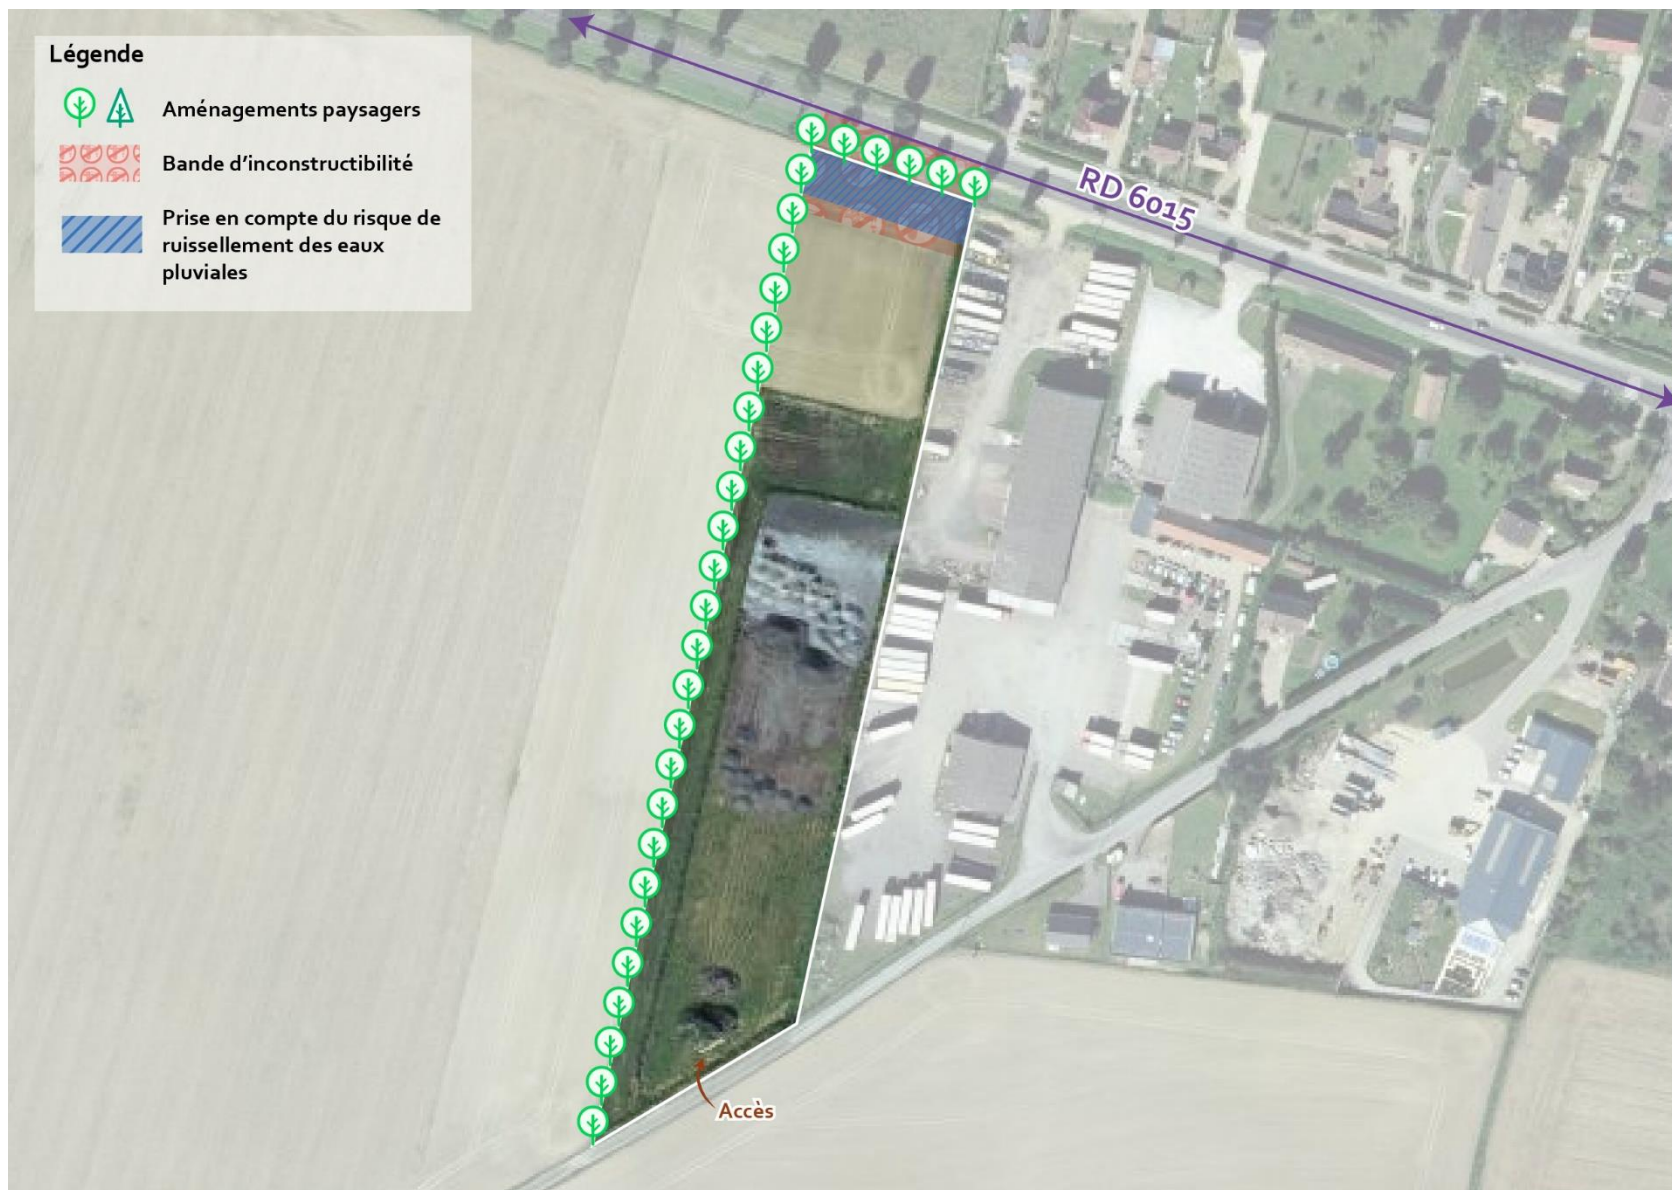 Légende
Aménagements paysagers
Bande d'inconstructibilité
Prise en compte du risque de
ruissellement des eaux
pluviales
RD 6015
Accès